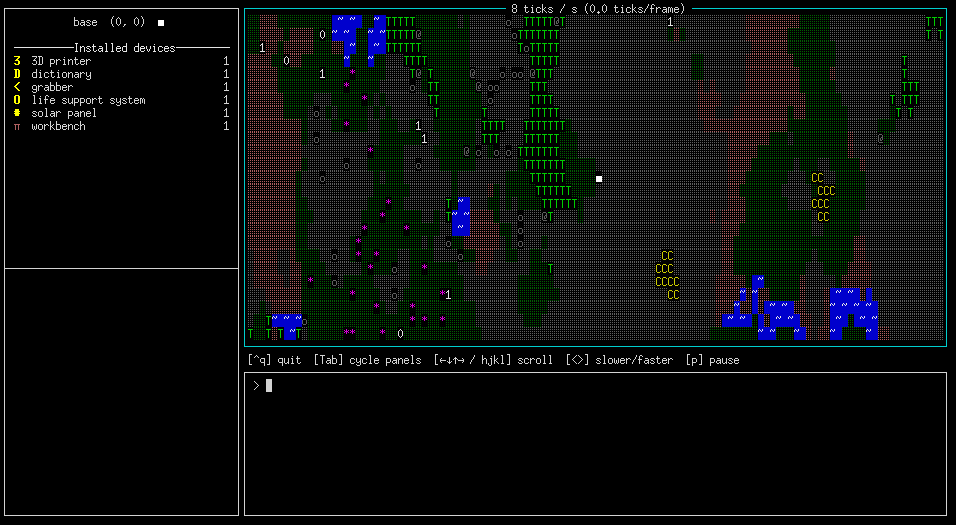 8 ticks / s (0.0 ticks/frame)
base (0, 0)
Installed devices
3 3D printer 1
D dictionary 1
< grabber 1
O life support system 1
# solar panel 1
π workbench 1
[^q] quit [Tab] cycle panels [←↓↑→ / hjkl] scroll [<>] slower/faster [p] pause
>